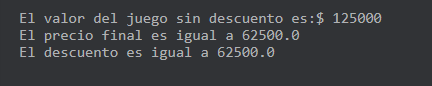 El valor del juego sin descuento es:$ 125000
El precio final es igual a 62500.0
El descuento es igual a 62500.0